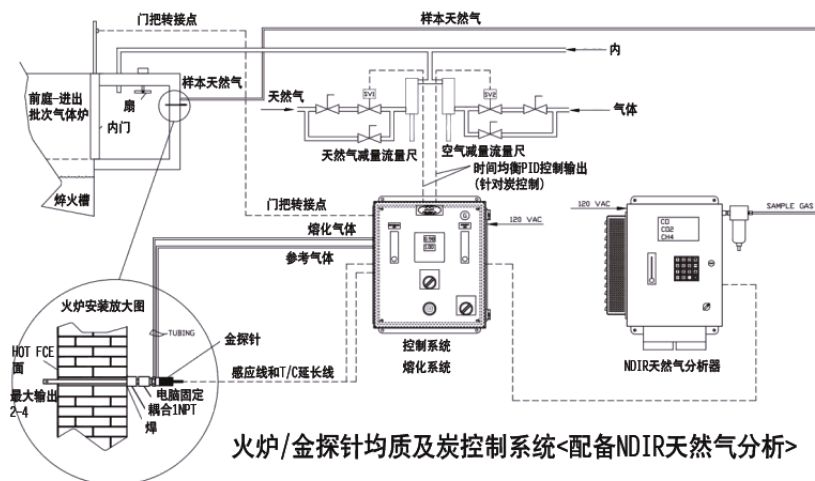 门把转接点
样本天然气
内
样本天然气
前庭—进出
批次气体炉
扇
内门
焠火槽
天然气
SV1
SV2
气体
天然气减量流量尺
空气减量流量尺
时间均衡PID控制输出
(针对炭控制)
门把转接点
120 VAC
120 VAC
SAMPLE GAS
CO
CO2
CH4
熔化气体
参考气体
火炉安装放大图
TUBING
HOT FCE
面
金探针
控制系统
熔化系统
NDIR天然气分析器
感应线和T/C延长线
最大输出
2-4
电脑固定
耦合1NPT
焊
火炉/金探针均质及炭控制系统<配备NDIR天然气分析>